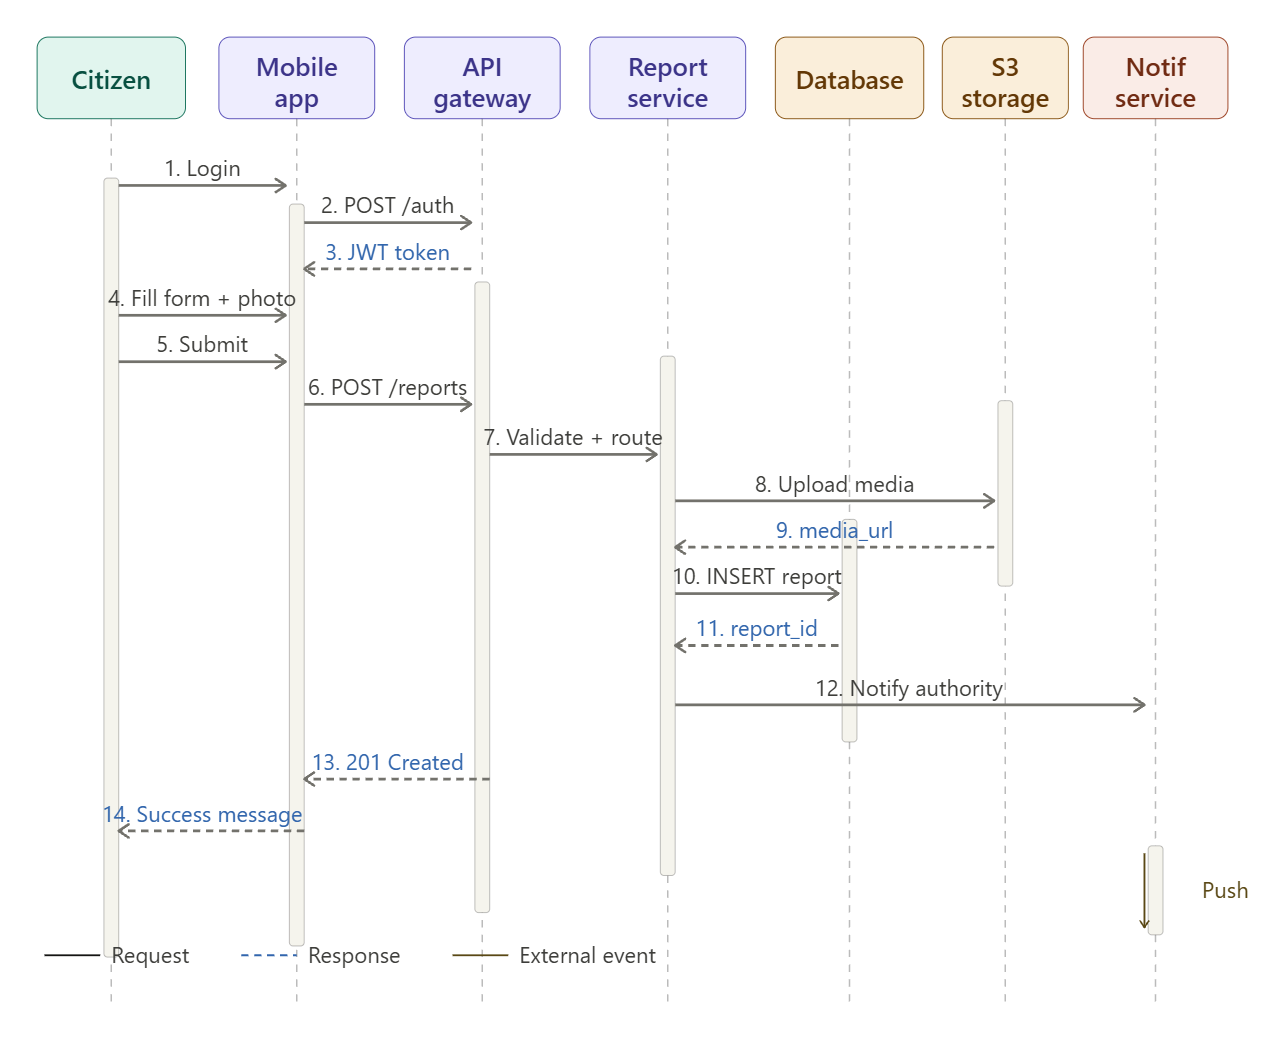 Citizen
Mobile
app
API
gateway
Report
service
Database
S3
storage
Notif
service
1. Login
2. POST /auth
3. JWT token
4. Fill form + photo
5. Submit
6. POST /reports
7. Validate + route
8. Upload media
9. media_url
10. INSERT report
11. report_id
12. Notify authority
13. 201 Created
14. Success message
Push
Request
Response
External event